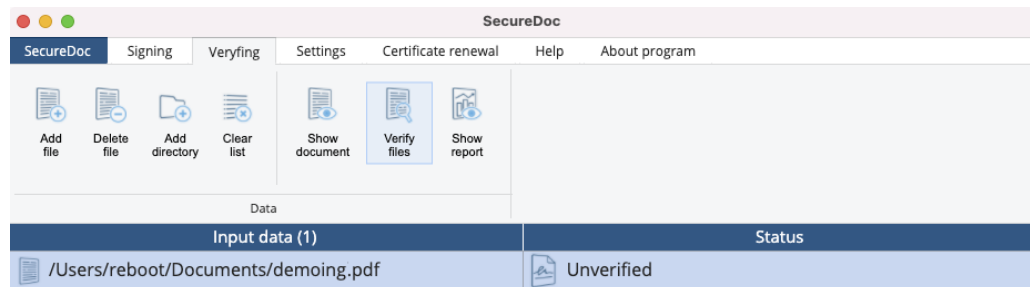 SecureDoc
SecureDoc Signing Veryfing Settings Certificate renewal Help About program
Add file Delete file Add directory Clear list Show document Verify files Show report
Data
Input data (1) Status
/Users/reboot/Documents/demoing.pdf Unverified